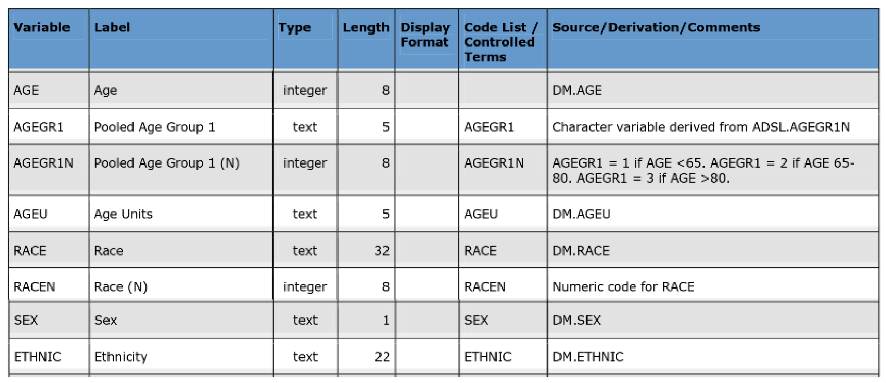 Variable Label Type Length Display Format Code List / Controlled Terms Source/Derivation/Comments
AGE Age integer 8 DM.AGE
AGEGR1 Pooled Age Group 1 text 5 AGEGR1 Character variable derived from ADSL.AGEGR1N
AGEGR1N Pooled Age Group 1 (N) integer 8 AGEGR1N AGEGR1 = 1 if AGE <65. AGEGR1 = 2 if AGE 65-
80. AGEGR1 = 3 if AGE >80.
AGEU Age Units text 5 AGEU DM.AGEU
RACE Race text 32 RACE DM.RACE
RACEN Race (N) integer 8 RACEN Numeric code for RACE
SEX Sex text 1 SEX DM.SEX
ETHNIC Ethnicity text 22 ETHNIC DM.ETHNIC